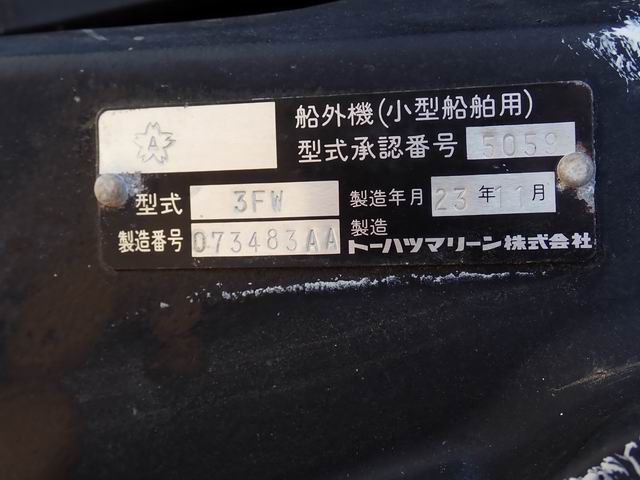 A
船外機(小型船舶用)
型式承認番号 5059
型式 3FW 製造年月 23年11月
製造番号 073483AA 製造
トーハツマリーン株式会社